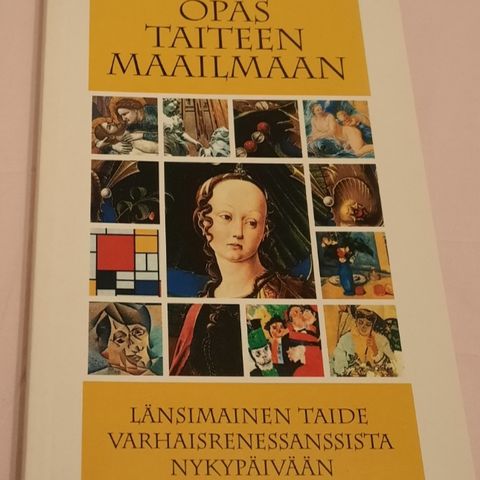 OPAS
TAITEEN
MAAILMAAN
LÄNSIMAINEN TAIDE
VARHAISRENESSANSSISTA
NYKYPÄIVÄÄN